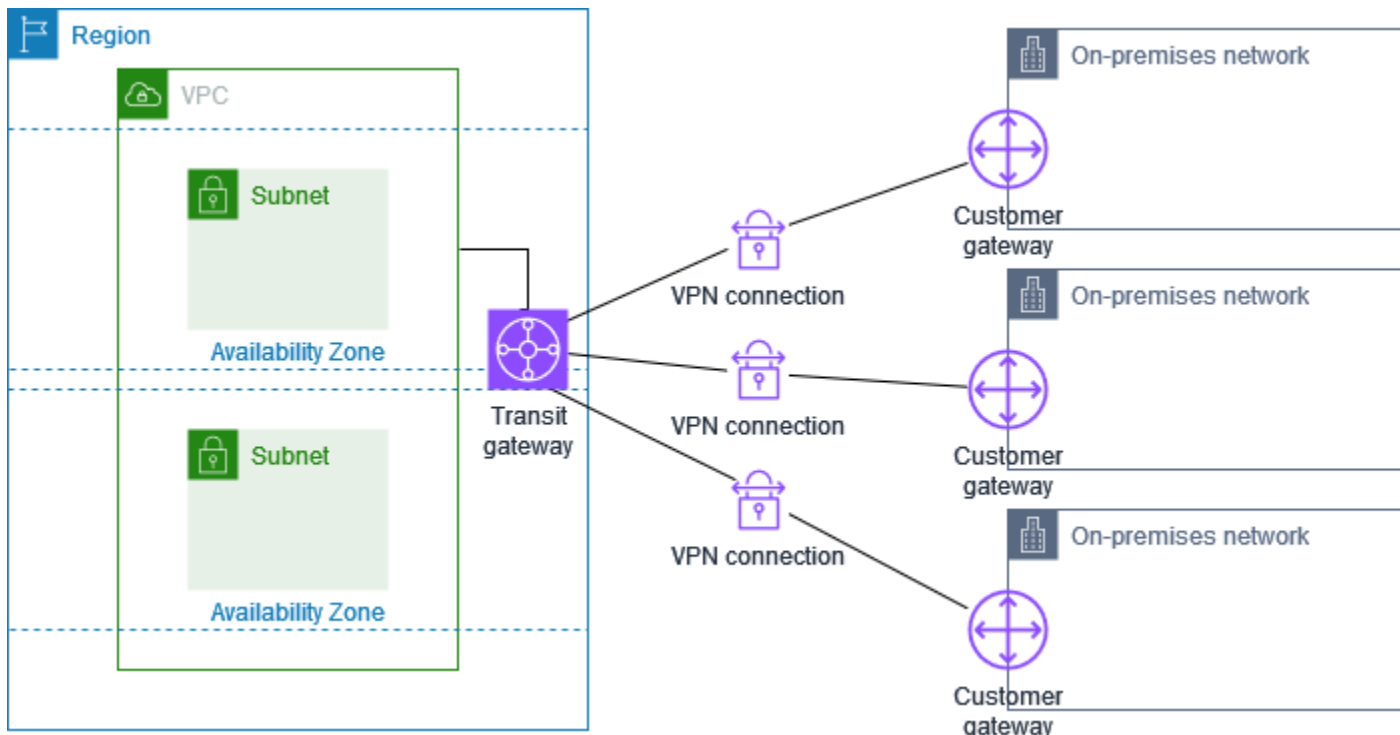 Region
VPC
Subnet
Availability Zone
Subnet
Availability Zone
Transit
gateway
VPN connection
VPN connection
VPN connection
On-premises network
Customer
gateway
On-premises network
Customer
gateway
On-premises network
Customer
gateway